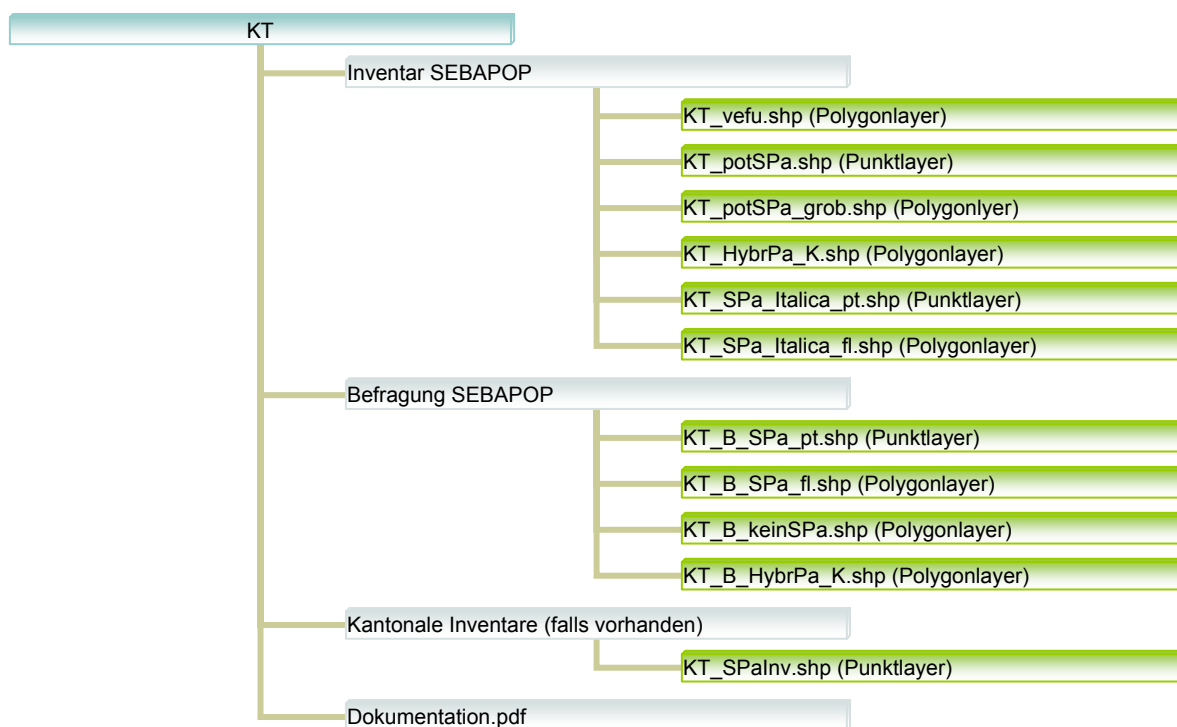 KT
Inventar SEBAPOP
KT_vefu.shp (Polygonlayer)
KT_potSPa.shp (Punktlayer)
KT_potSPa_grob.shp (Polygonlyer)
KT_HybrPa_K.shp (Polygonlayer)
KT_SPa_Italica_pt.shp (Punktlayer)
KT_SPa_Italica_fl.shp (Polygonlayer)
Befragung SEBAPOP
KT_B_SPa_pt.shp (Punktlayer)
KT_B_SPa_fl.shp (Polygonlayer)
KT_B_keinSPa.shp (Polygonlayer)
KT_B_HybrPa_K.shp (Polygonlayer)
Kantonale Inventare (falls vorhanden)
KT_SPaInv.shp (Punktlayer)
Dokumentation.pdf